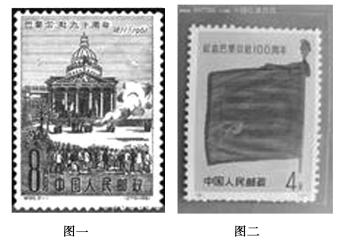 巴黎公社九十周年
1871-1961
8分
中国人民邮政
纪念巴黎公社100周年
中国人民邮政
4分
图一
图二